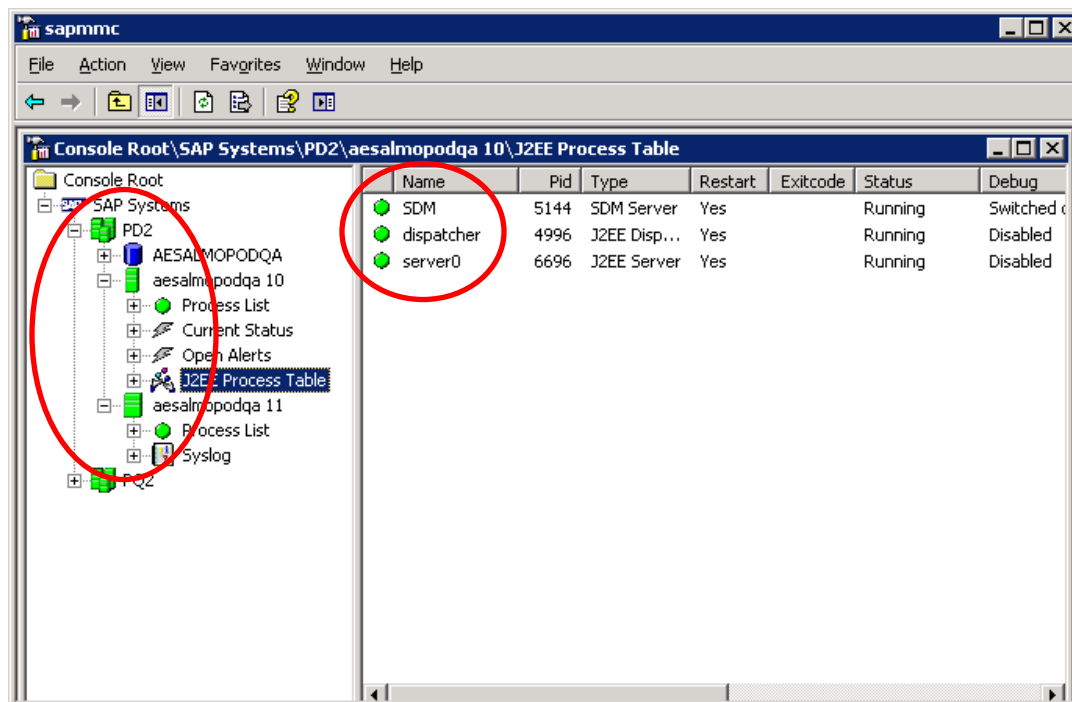 sapmmc
File Action View Favorites Window Help
Console Root\SAP Systems\PD2\aesalmopodqa 10\J2EE Process Table
Console Root
SAP SAP Systems
PD2
AESALMOPODQA
aesalmopodqa 10
Process List
Current Status
Open Alerts
J2EE Process Table
aesalmopodqa 11
Process List
Syslog
PQ2
Name Pid Type Restart Exitcode Status Debug
SDM 5144 SDM Server Yes Running Switched
dispatcher 4996 J2EE Disp... Yes Running Disabled
server0 6696 J2EE Server Yes Running Disabled